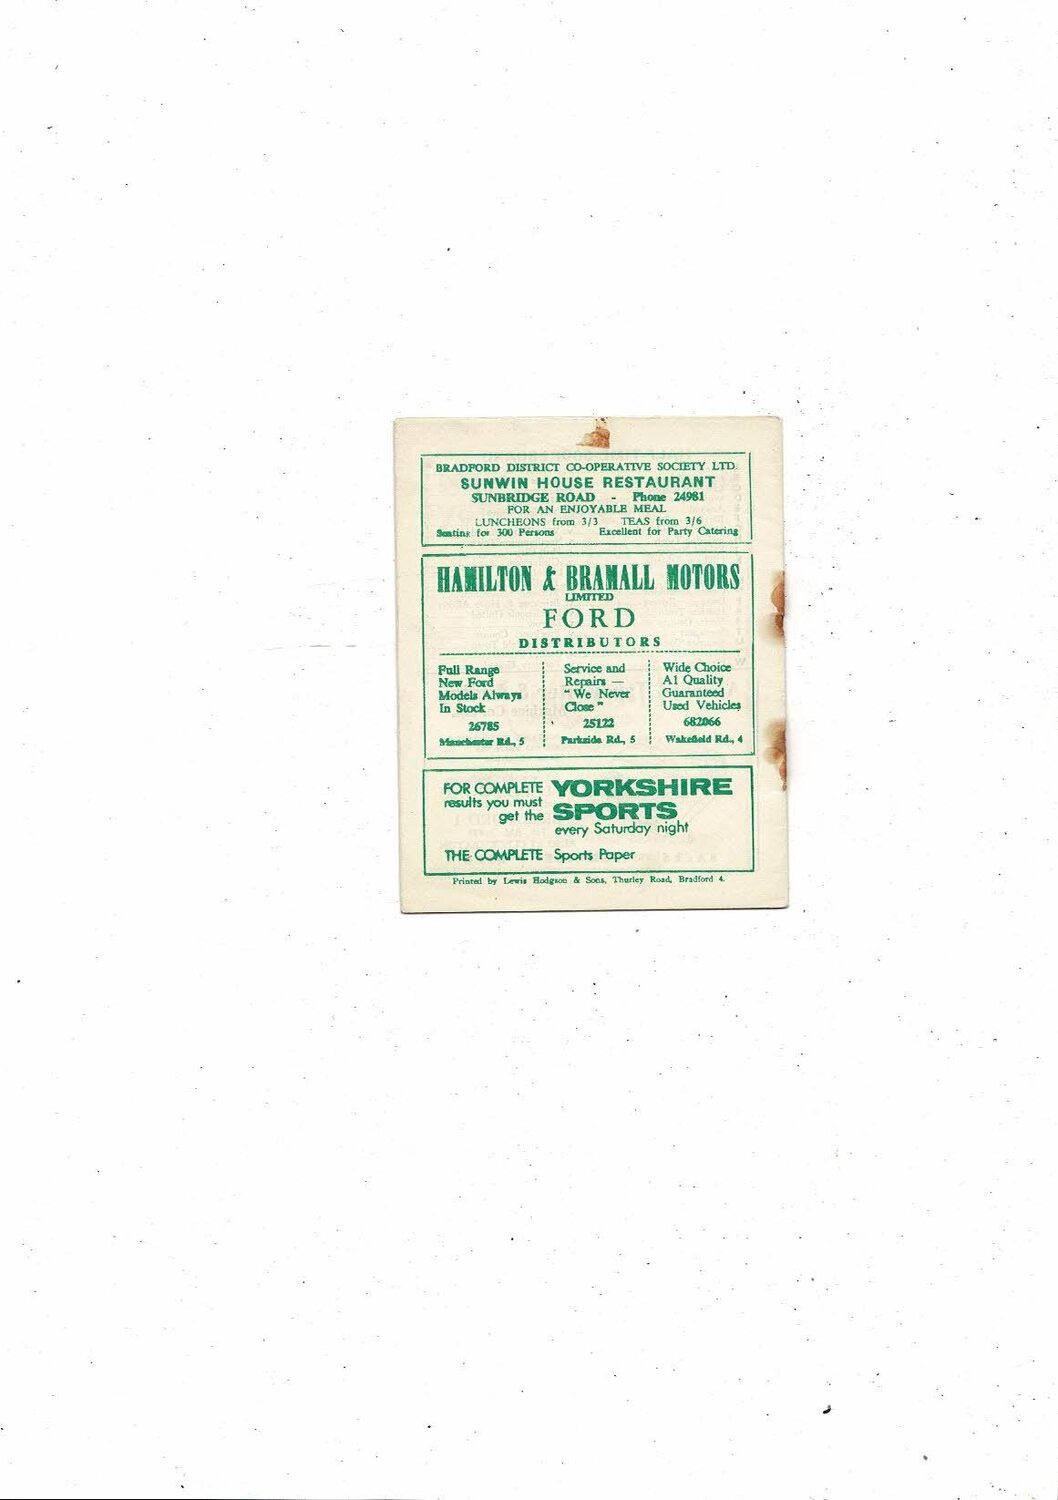 BRADFORD DISTRICT CO-OPERATIVE SOCIETY LTD.
SUNWIN HOUSE RESTAURANT
SUNBRIDGE ROAD - Phone 24981
FOR AN ENJOYABLE MEAL
LUNCHEONS from 3/3 TEAS from 3/6
Seating for 300 Persons Excellent for Party Catering
HAMILTON & BRAMALL MOTORS
LIMITED
FORD
DISTRIBUTORS
Full Range
New Ford
Models Always
In Stock
26785
Manchester Rd., 5
Service and
Repairs —
"We Never
Close"
25122
Parkside Rd., 5
Wide Choice
A1 Quality
Guaranteed
Used Vehicles
682066
Wakefield Rd., 4
FOR COMPLETE
results you must
get the
YORKSHIRE
SPORTS
every Saturday night
THE COMPLETE Sports Paper
Printed by Lewis Hodgson & Sons, Thurley Road, Bradford 4.